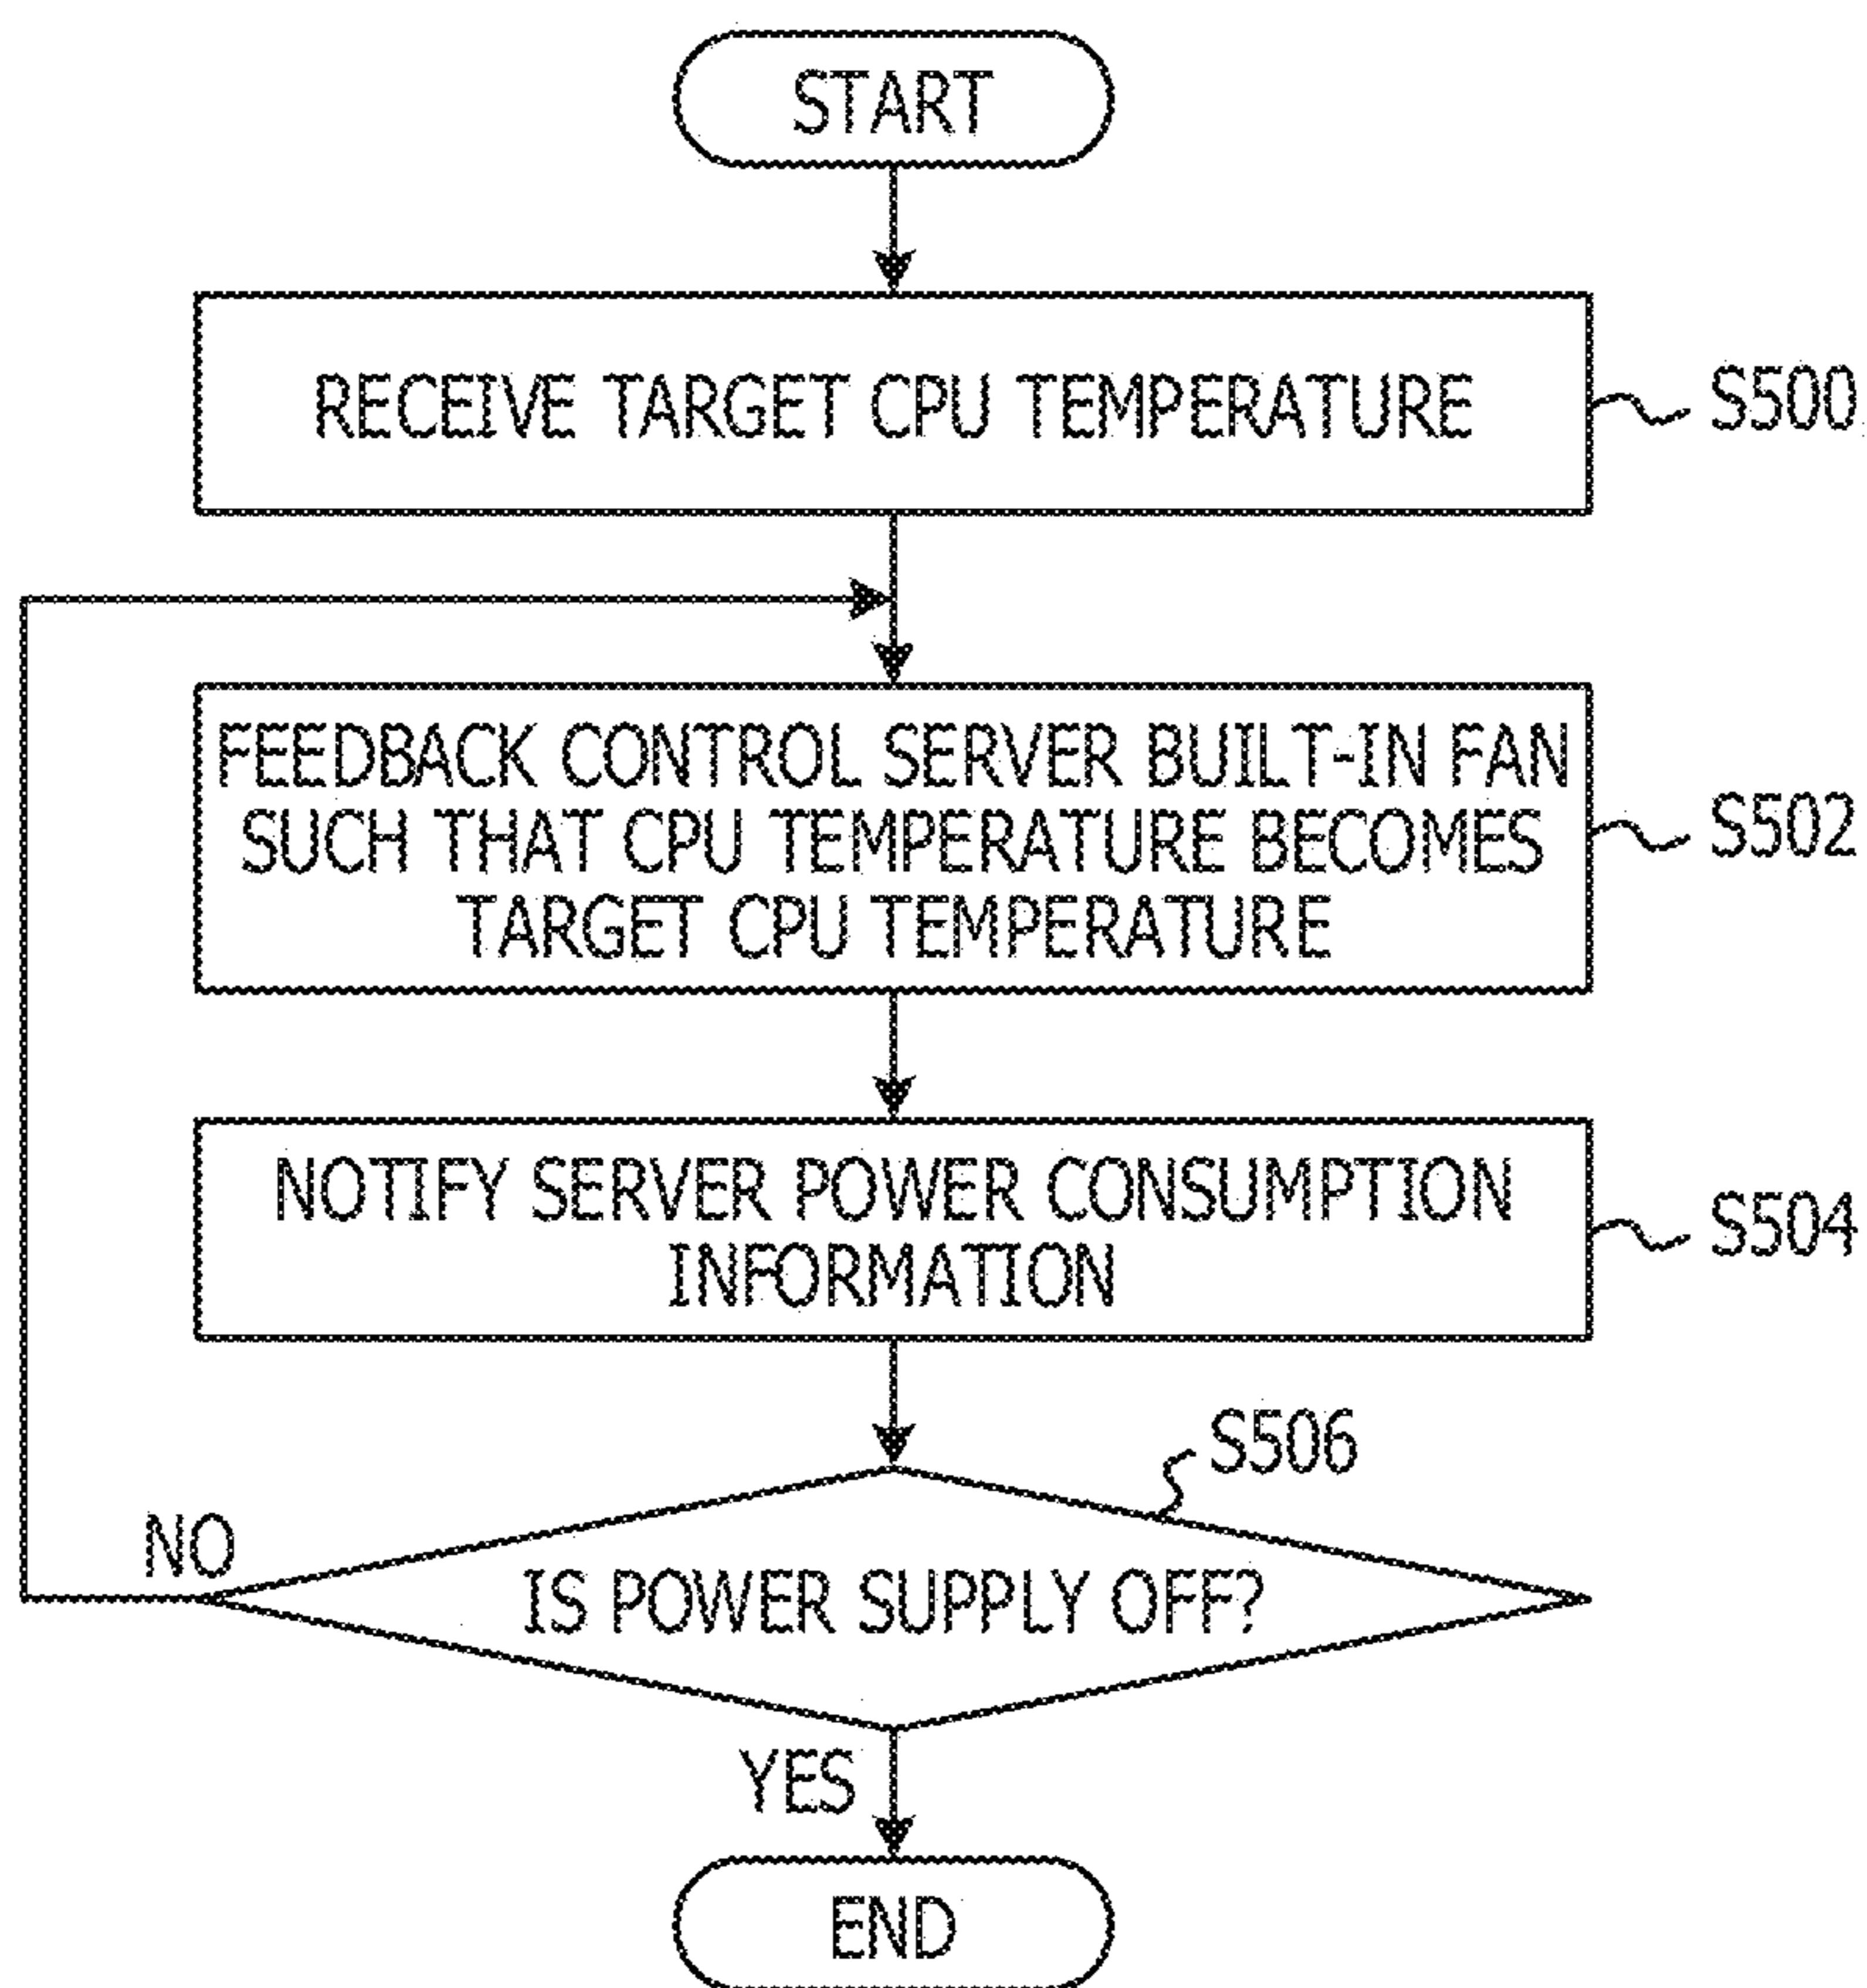 START
RECEIVE TARGET CPU TEMPERATURE
S500
FEEDBACK CONTROL SERVER BUILT-IN FAN
SUCH THAT CPU TEMPERATURE BECOMES
TARGET CPU TEMPERATURE
S502
NOTIFY SERVER POWER CONSUMPTION
INFORMATION
S504
S506
NO
IS POWER SUPPLY OFF?
YES
END